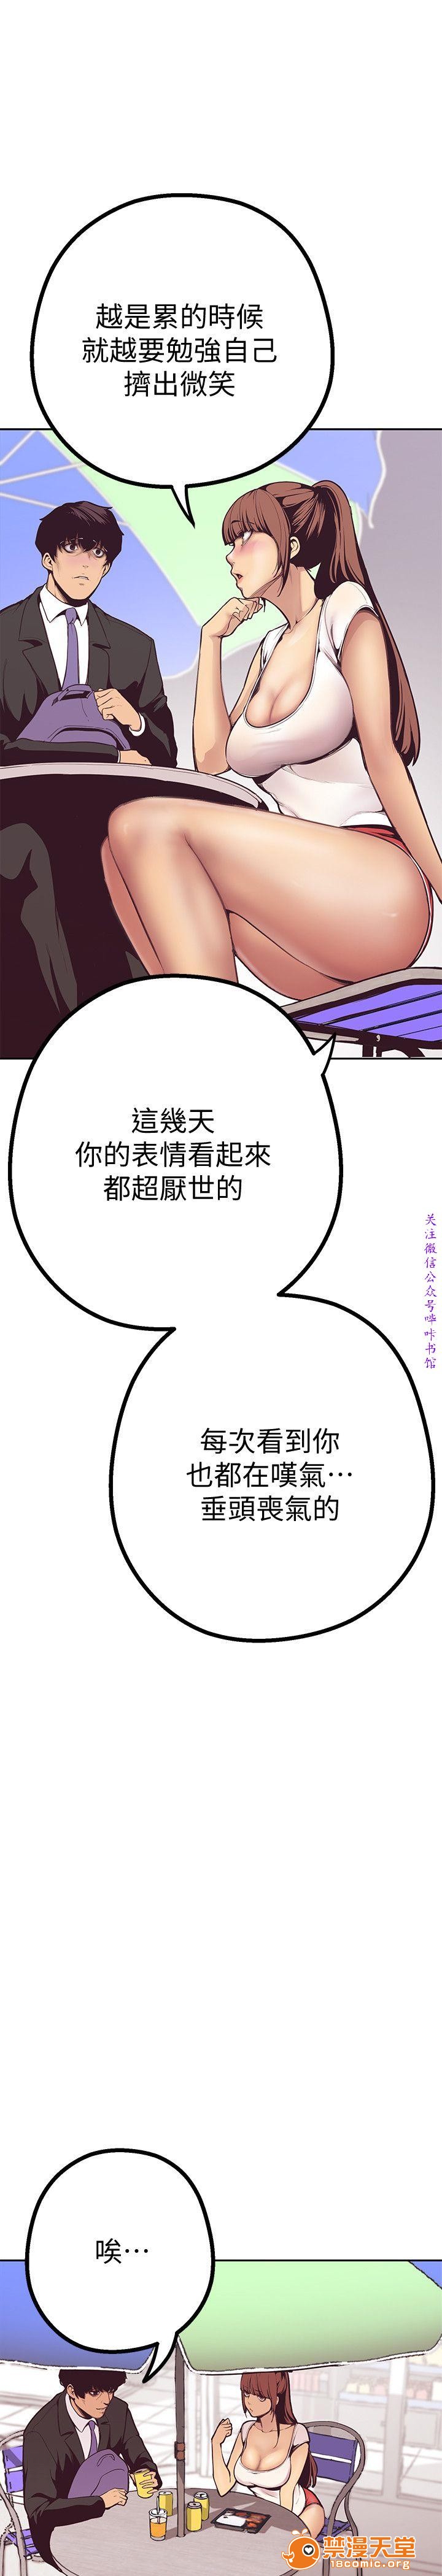 越是累的時候
就越要勉強自己
擠出微笑
9
這幾天
你的表情看起來
都超厭世的
关注微信公众号哔咔书馆
每次看到你
也都在嘆氣…
垂頭喪氣的
唉…
禁漫天堂
18comic.org